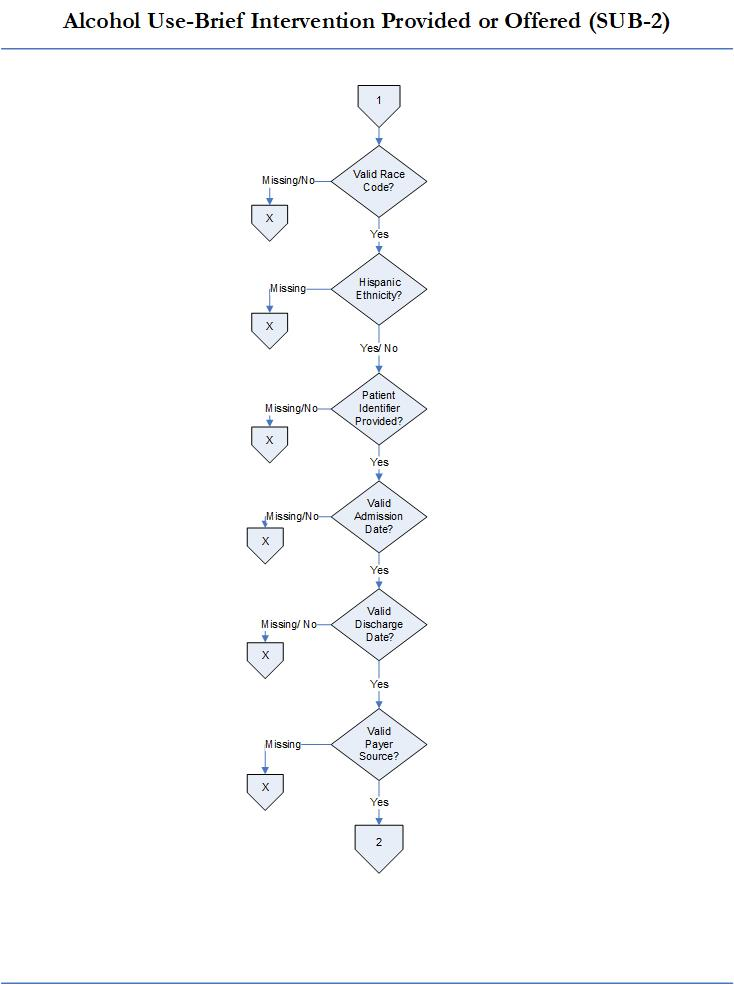 Alcohol Use-Brief Intervention Provided or Offered (SUB-2)
1
Valid Race
Code?
Missing/No
X
Yes
Hispanic
Ethnicity?
Missing
X
Yes/ No
Patient
Identifier
Provided?
Missing/No
X
Yes
Valid
Admission
Date?
Missing/No
X
Yes
Valid
Discharge
Date?
Missing/ No
X
Yes
Valid
Payer
Source?
Missing
X
Yes
2